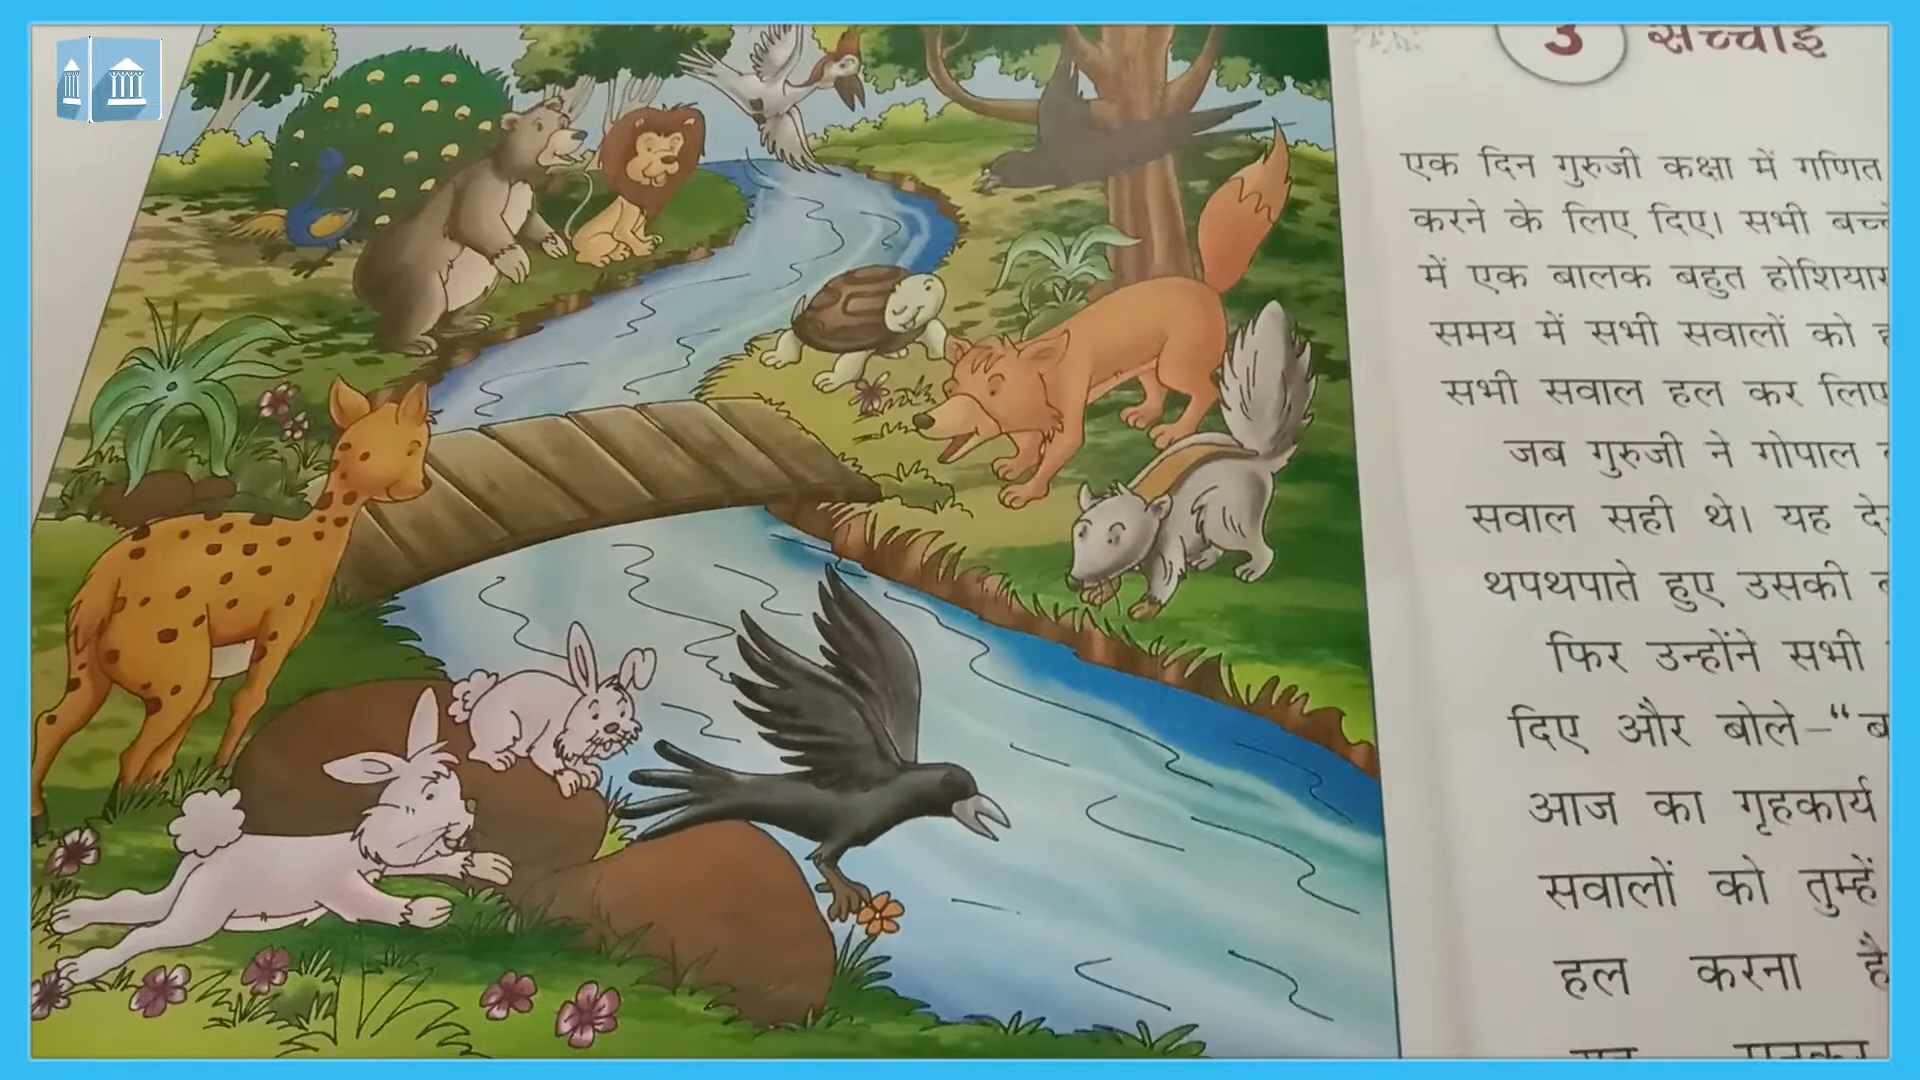 3 सच्चाई
एक दिन गुरुजी कक्षा में गणित
करने के लिए दिए। सभी
में एक बालक बहुत
समय में सभी सवालों को
सभी सवाल हल कर
जब गुरुजी ने गोपाल
सवाल सही थे। यह
थपथपाते हुए उसकी
फिर उन्होंने सभी
दिए और बोले–“
आज का गृहकार्य
सवालों को तुम्हें
हल करना